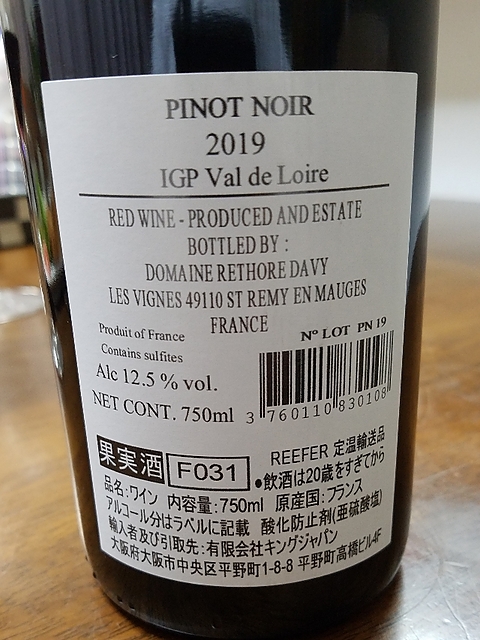 PINOT NOIR
2019
IGP Val de Loire
RED WINE - PRODUCED AND ESTATE
BOTTLED BY :
DOMAINE RETHORE DAVY
LES VIGNES 49110 ST REMY EN MAUGES
FRANCE
Produit of France
Contains sulfites
Alc 12.5 % vol.
NET CONT. 750ml
Nº LOT PN 19
3 760110 830108
果実酒 F031
REEFER 定温輸送品
●飲酒は20歳をすぎてから
品名:ワイン 内容量:750ml 原産国:フランス
アルコール分はラベルに記載 酸化防止剤(亜硫酸塩)
輸入者及び引取先:有限会社キングジャパン
大阪府大阪市中央区平野町1-8-8 平野町高橋ビル4F